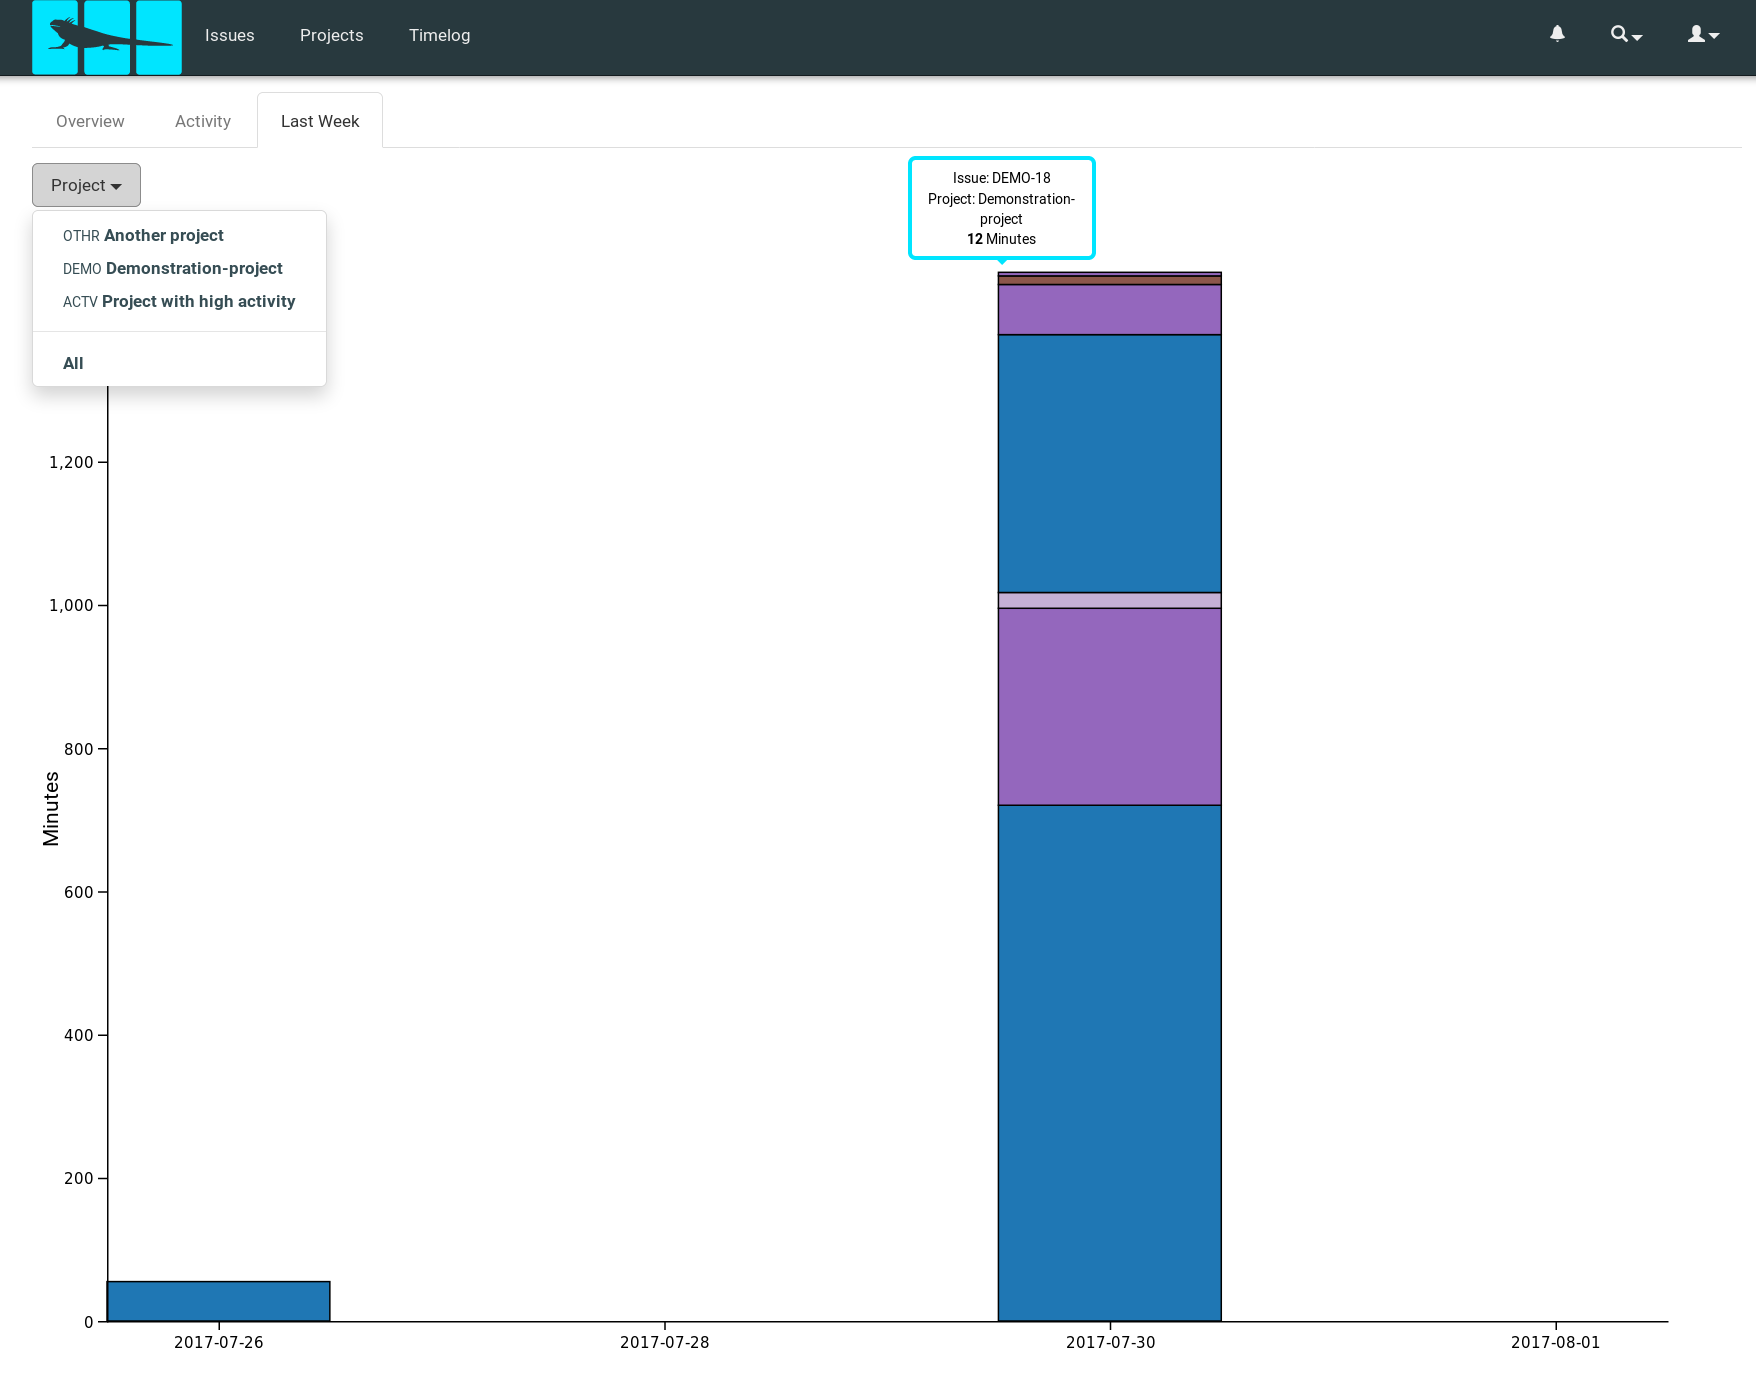 Issues Projects Timelog
Overview Activity Last Week
Project
Issue: DEMO-18
Project: Demonstration-
project
12 Minutes
OTHR Another project
DEMO Demonstration-project
ACTV Project with high activity
All
1,200
1,000
800
Minutes
600
400
200
0
2017-07-26 2017-07-28 2017-07-30 2017-08-01